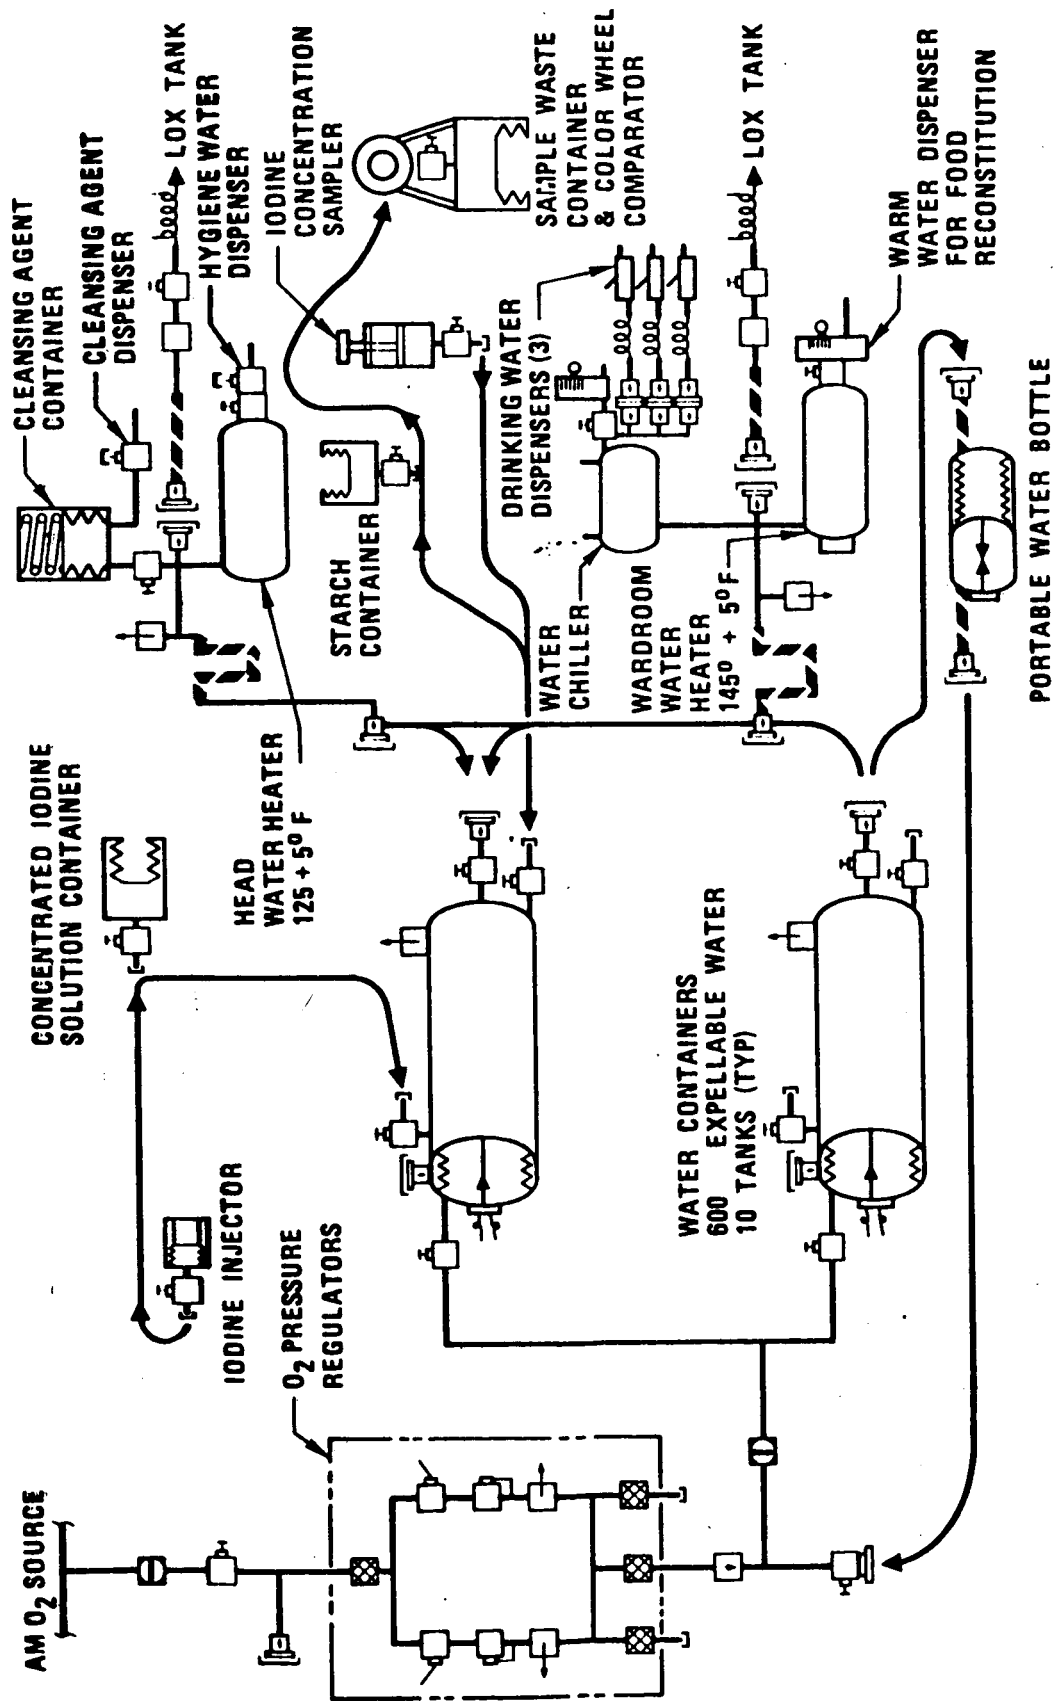 AM O2 SOURCE
O2 PRESSURE
REGULATORS
IODINE INJECTOR
CONCENTRATED IODINE
SOLUTION CONTAINER
CLEANSING AGENT
CONTAINER
CLEANSING AGENT
DISPENSER
LOX TANK
HYGIENE WATER
DISPENSER
HEAD
WATER HEATER
125 + 5º F
IODINE
CONCENTRATION
SAMPLER
STARCH
CONTAINER
SAMPLE WASTE
CONTAINER
& COLOR WHEEL
COMPARATOR
DRINKING WATER
DISPENSERS (3)
WATER
CHILLER
WARDROOM
WATER
HEATER
145º + 5ºF
LOX TANK
WARM
WATER DISPENSER
FOR FOOD
RECONSTITUTION
WATER CONTAINERS
600 EXPELLABLE WATER
10 TANKS (TYP)
PORTABLE WATER BOTTLE